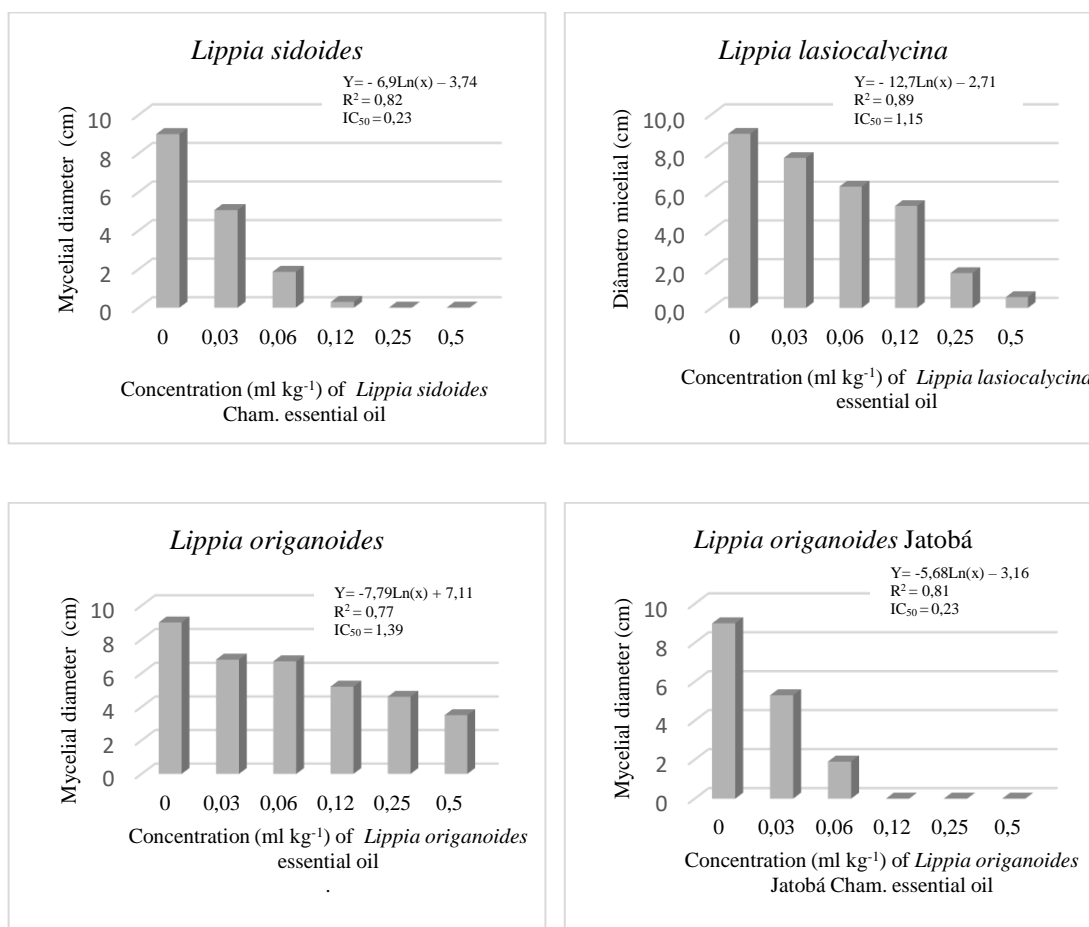 Lippia sidoides
Y= - 6,9Ln(x) – 3,74
R² = 0,82
IC₅₀ = 0,23
Mycelial diameter (cm)
10
8
6
4
2
0
0 0,03 0,06 0,12 0,25 0,5
Concentration (ml kg⁻¹) of Lippia sidoides
Cham. essential oil
Lippia lasiocalycina
Y= - 12,7Ln(x) – 2,71
R² = 0,89
IC₅₀ = 1,15
Diâmetro micelial (cm)
10,0
8,0
6,0
4,0
2,0
0,0
0 0,03 0,06 0,12 0,25 0,5
Concentration (ml kg⁻¹) of Lippia lasiocalycina
essential oil
Lippia origanoides
Y= -7,79Ln(x) + 7,11
R² = 0,77
IC₅₀ = 1,39
Mycelial diameter (cm)
10
8
6
4
2
0
0 0,03 0,06 0,12 0,25 0,5
Concentration (ml kg⁻¹) of Lippia origanoides
essential oil
.
Lippia origanoides Jatobá
Y= -5,68Ln(x) – 3,16
R² = 0,81
IC₅₀ = 0,23
Mycelial diameter (cm)
10
8
6
4
2
0
0 0,03 0,06 0,12 0,25 0,5
Concentration (ml kg⁻¹) of Lippia origanoides
Jatobá Cham. essential oil